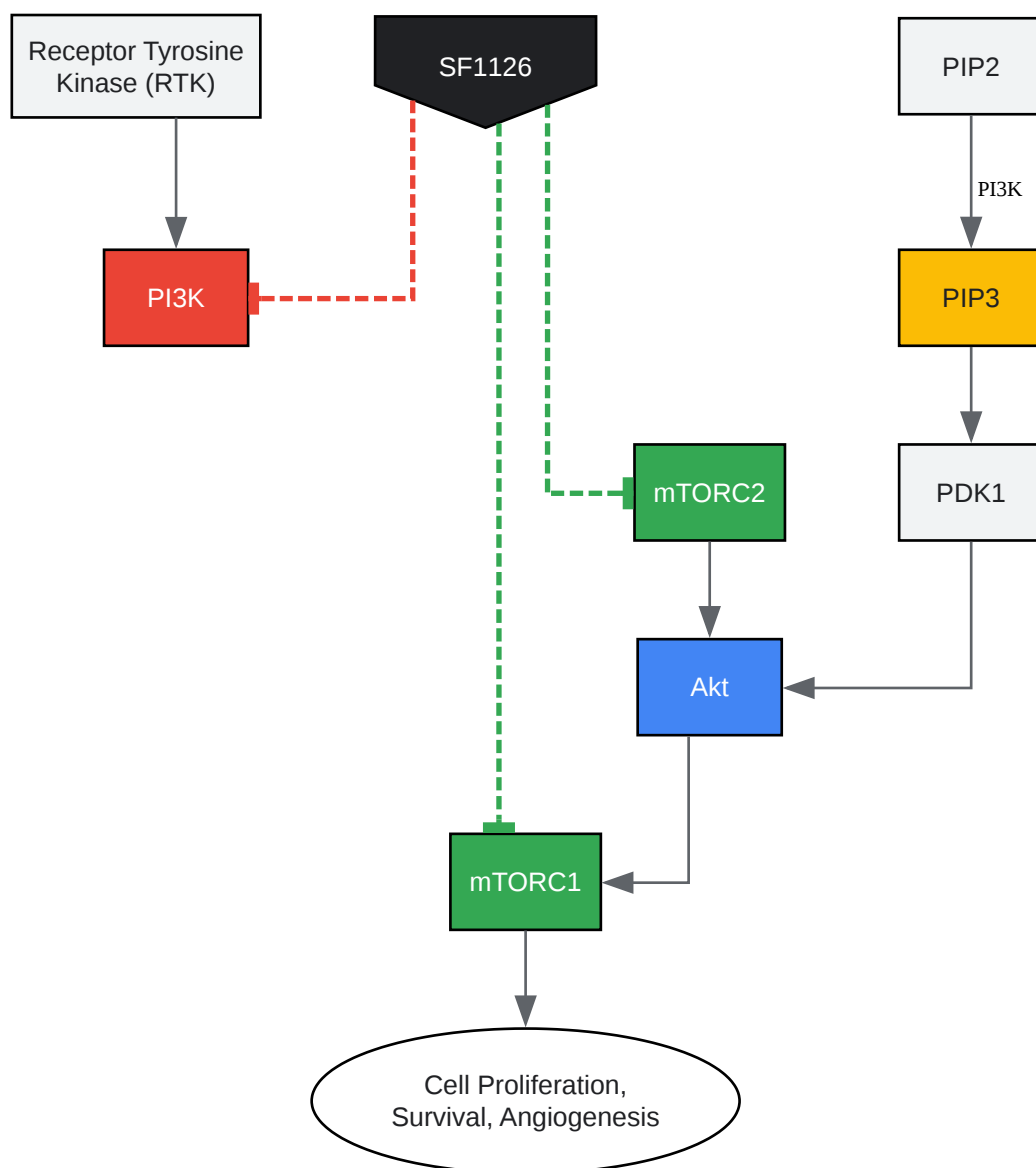 Receptor Tyrosine
Kinase (RTK)
SF1126
PIP2
PI3K
PI3K
PIP3
mTORC2
PDK1
Akt
mTORC1
Cell Proliferation,
Survival, Angiogenesis